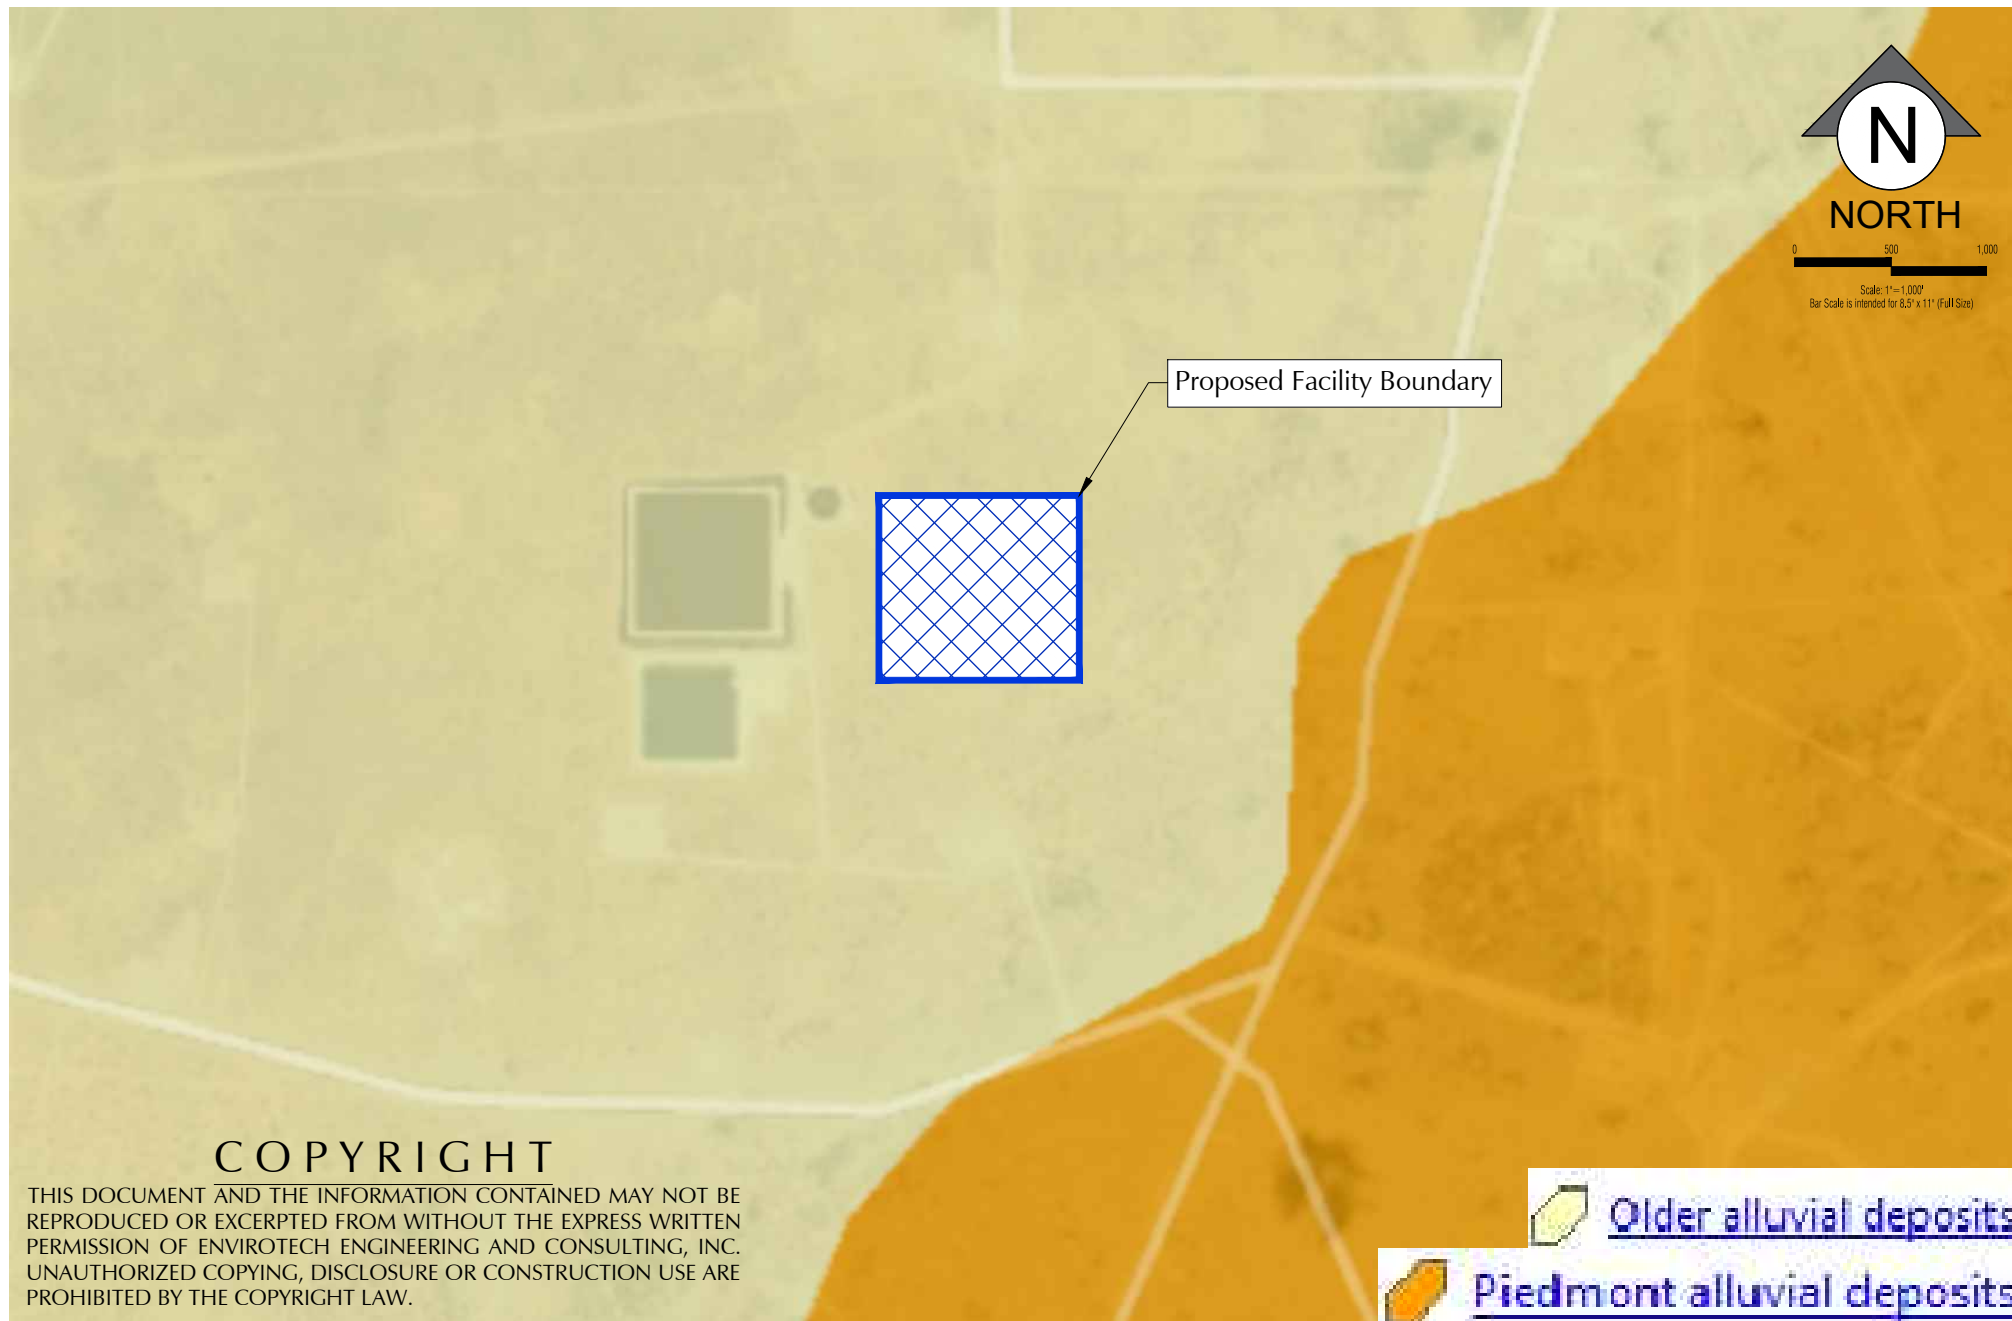 N
NORTH
0 500 1,000
Scale: 1"=1,000'
Bar Scale is intended for 8.5" x 11" (Full Size)
Proposed Facility Boundary
COPYRIGHT
THIS DOCUMENT AND THE INFORMATION CONTAINED MAY NOT BE
REPRODUCED OR EXCERPTED FROM WITHOUT THE EXPRESS WRITTEN
PERMISSION OF ENVIROTECH ENGINEERING AND CONSULTING, INC.
UNAUTHORIZED COPYING, DISCLOSURE OR CONSTRUCTION USE ARE
PROHIBITED BY THE COPYRIGHT LAW.
Older alluvial deposits
Piedmont alluvial deposits